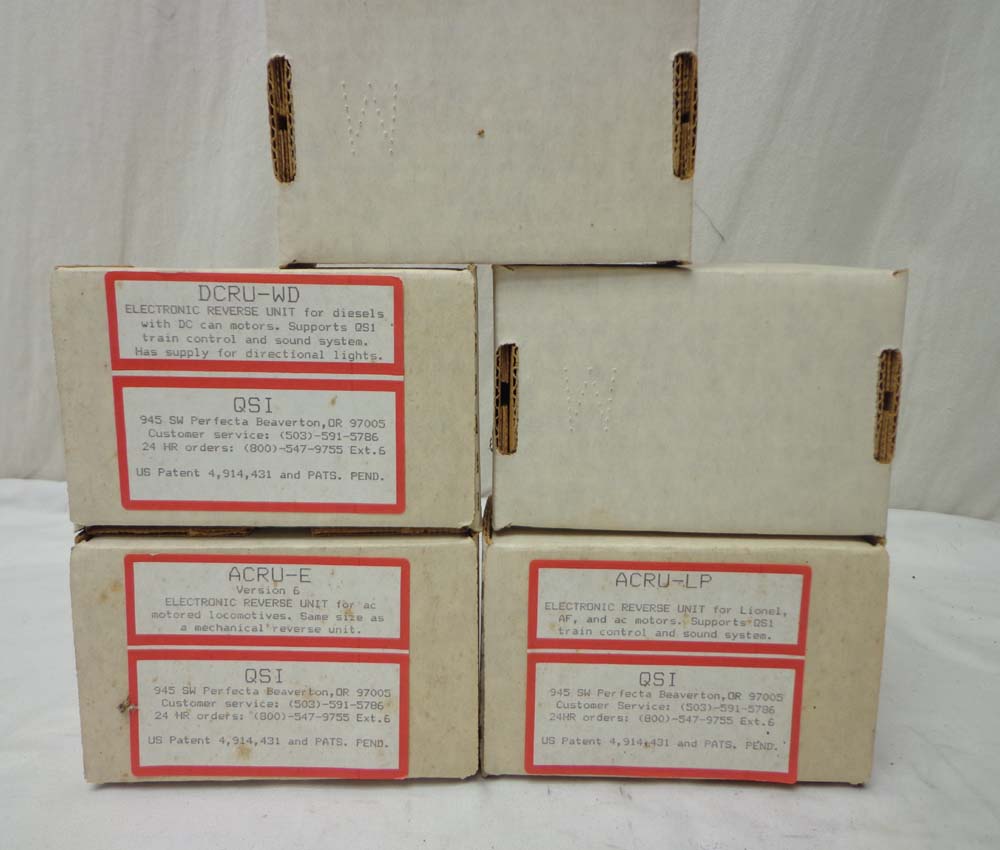 W
DCRU-WD
ELECTRONIC REVERSE UNIT for diesels
with DC can motors. Supports QS1
train control and sound system.
Has supply for directional lights.
QSI
945 SW Perfecta Beaverton,OR 97005
Customer service: (503)-591-5786
24 HR orders: (800)-547-9755 Ext.6
US Patent 4,914,431 and PATS. PEND.
W
ACRU-E
Version 6
ELECTRONIC REVERSE UNIT for ac
motored locomotives. Same size as
a mechanical reverse unit.
QSI
945 SW Perfecta Beaverton,OR 97005
Customer service: (503)-591-5786
24 HR orders: (800)-547-9755 Ext.6
US Patent 4,914,431 and PATS. PEND.
ACRU-LP
ELECTRONIC REVERSE UNIT for Lionel,
AF, and ac motors. Supports QS1
train control and sound system.
QSI
945 SW Perfecta Beaverton,OR 97005
Customer Service: (503)-591-5786
24HR orders: (800)-547-9755 Ext.6
US Patent 4,914,431 and PATS. PEND.